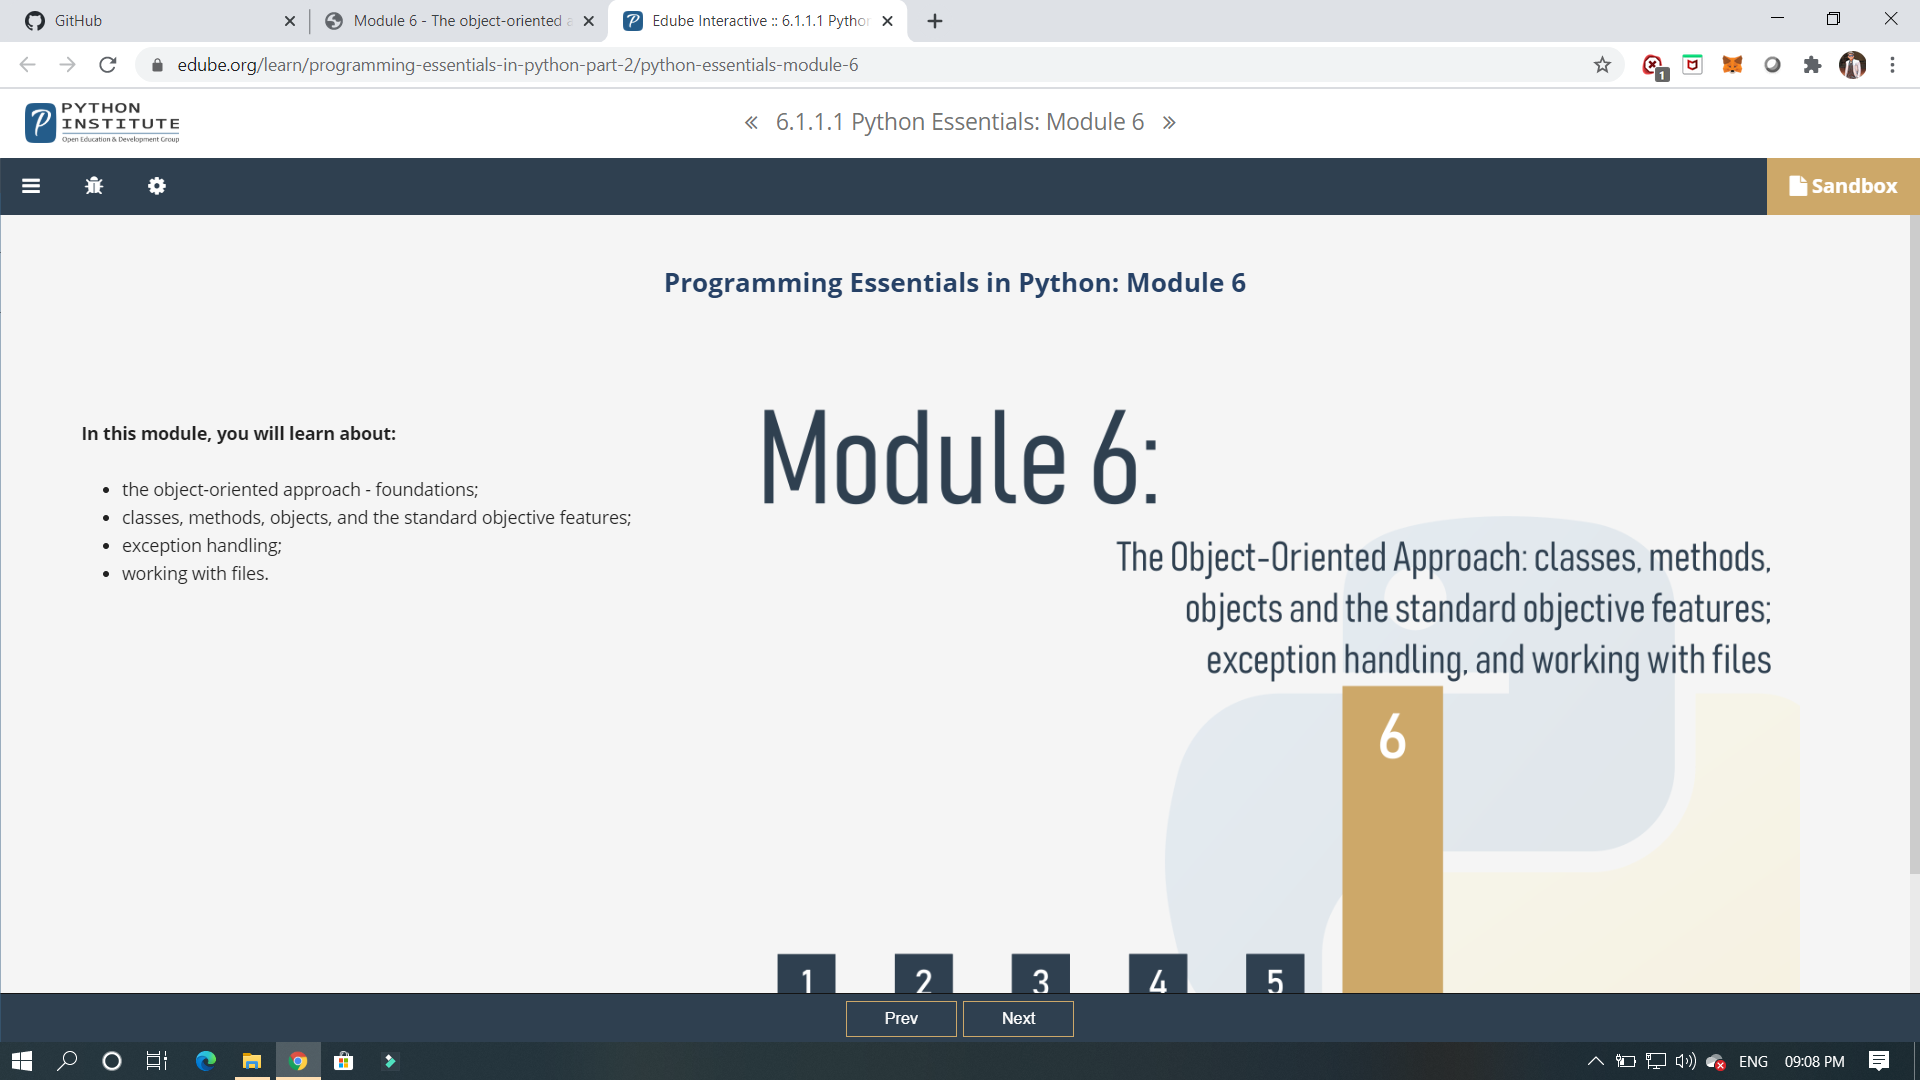 GitHub
Module 6 - The object-oriented a
Edube Interactive :: 6.1.1.1 Pytho
edube.org/learn/programming-essentials-in-python-part-2/python-essentials-module-6
1
PYTHON
INSTITUTE
Open Education & Development Group
« 6.1.1.1 Python Essentials: Module 6 »
Sandbox
Programming Essentials in Python: Module 6
In this module, you will learn about:
the object-oriented approach - foundations;
classes, methods, objects, and the standard objective features;
exception handling;
working with files.
Module 6:
The Object-Oriented Approach: classes, methods,
objects and the standard objective features;
exception handling, and working with files
6
1 2 3 4 5
Prev Next
ENG 09:08 PM